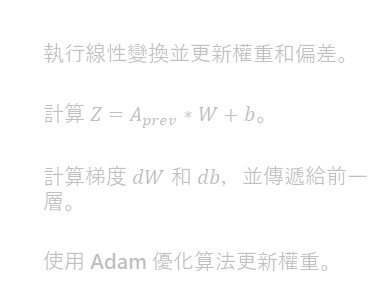 執行線性變換並更新權重和偏差。
計算 Z = A_prev * W + b。
計算梯度 dW 和 db，並傳遞給前一
層。
使用 Adam 優化算法更新權重。